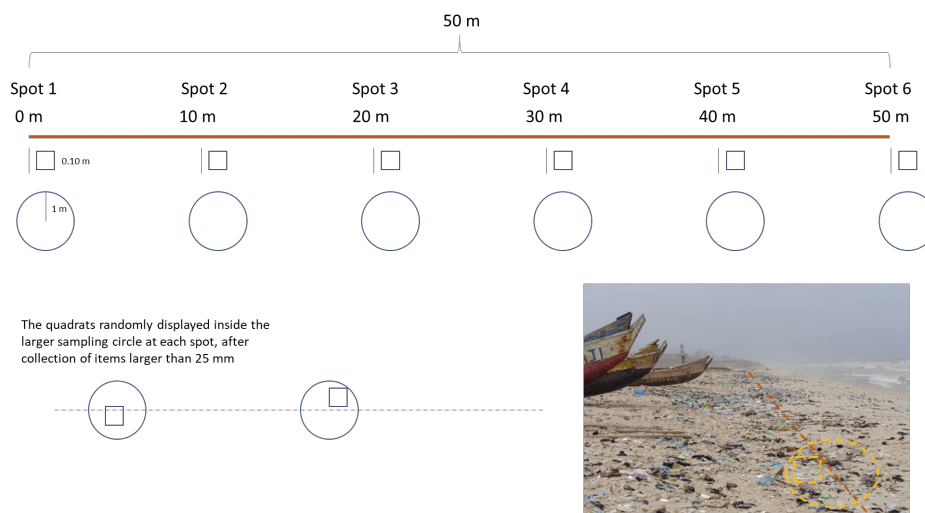 50 m
Spot 1 Spot 2 Spot 3 Spot 4 Spot 5 Spot 6
0 m 10 m 20 m 30 m 40 m 50 m
0.10 m
1 m
The quadrats randomly displayed inside the
larger sampling circle at each spot, after
collection of items larger than 25 mm
TI